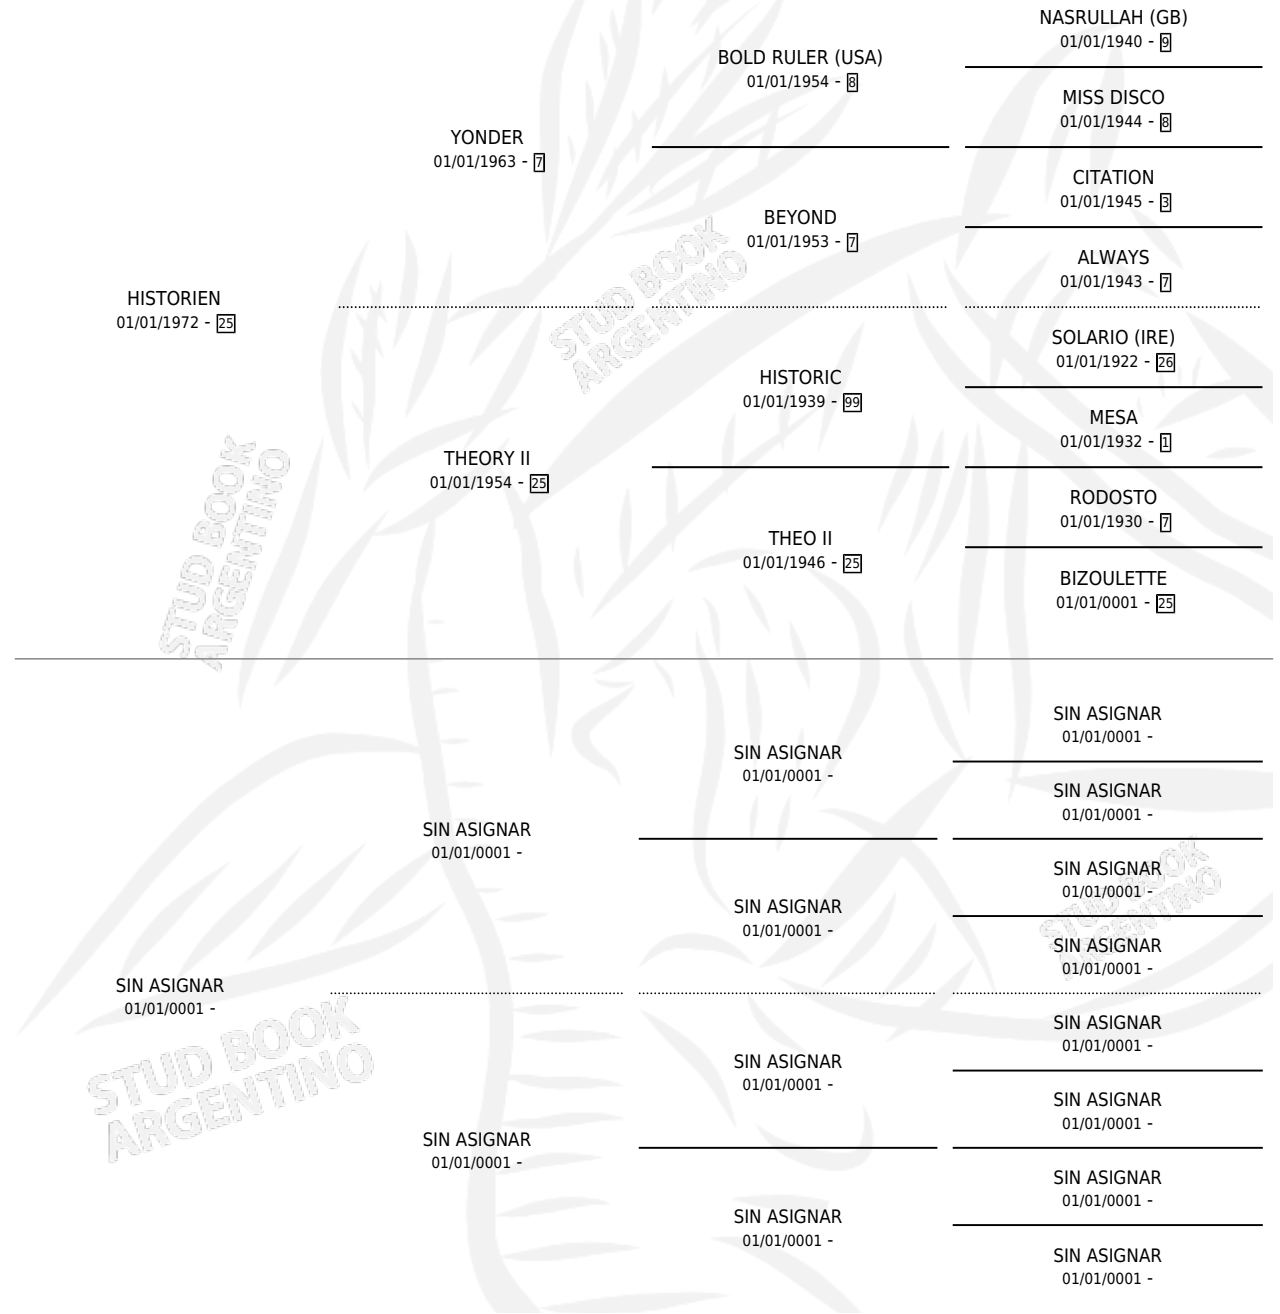 NASRULLAH (GB)
01/01/1940 - 9
BOLD RULER (USA)
01/01/1954 - 8
MISS DISCO
01/01/1944 - 8
YONDER
01/01/1963 - 7
CITATION
01/01/1945 - 3
BEYOND
01/01/1953 - 7
ALWAYS
01/01/1943 - 7
HISTORIEN
01/01/1972 - 25
SOLARIO (IRE)
01/01/1922 - 26
HISTORIC
01/01/1939 - 99
MESA
01/01/1932 - 1
THEORY II
01/01/1954 - 25
RODOSTO
01/01/1930 - 7
THEO II
01/01/1946 - 25
BIZOULETTE
01/01/0001 - 25
STUD BOOK
ARGENTINO
STUD BOOK
ARGENTINO
SIN ASIGNAR
01/01/0001 -
SIN ASIGNAR
01/01/0001 -
SIN ASIGNAR
01/01/0001 -
SIN ASIGNAR
01/01/0001 -
SIN ASIGNAR
01/01/0001 -
SIN ASIGNAR
01/01/0001 -
SIN ASIGNAR
01/01/0001 -
SIN ASIGNAR
01/01/0001 -
SIN ASIGNAR
01/01/0001 -
SIN ASIGNAR
01/01/0001 -
SIN ASIGNAR
01/01/0001 -
SIN ASIGNAR
01/01/0001 -
SIN ASIGNAR
01/01/0001 -
SIN ASIGNAR
01/01/0001 -
SIN ASIGNAR
01/01/0001 -
STUD BOOK
ARGENTINO
STUD BOOK
ARGENTINO